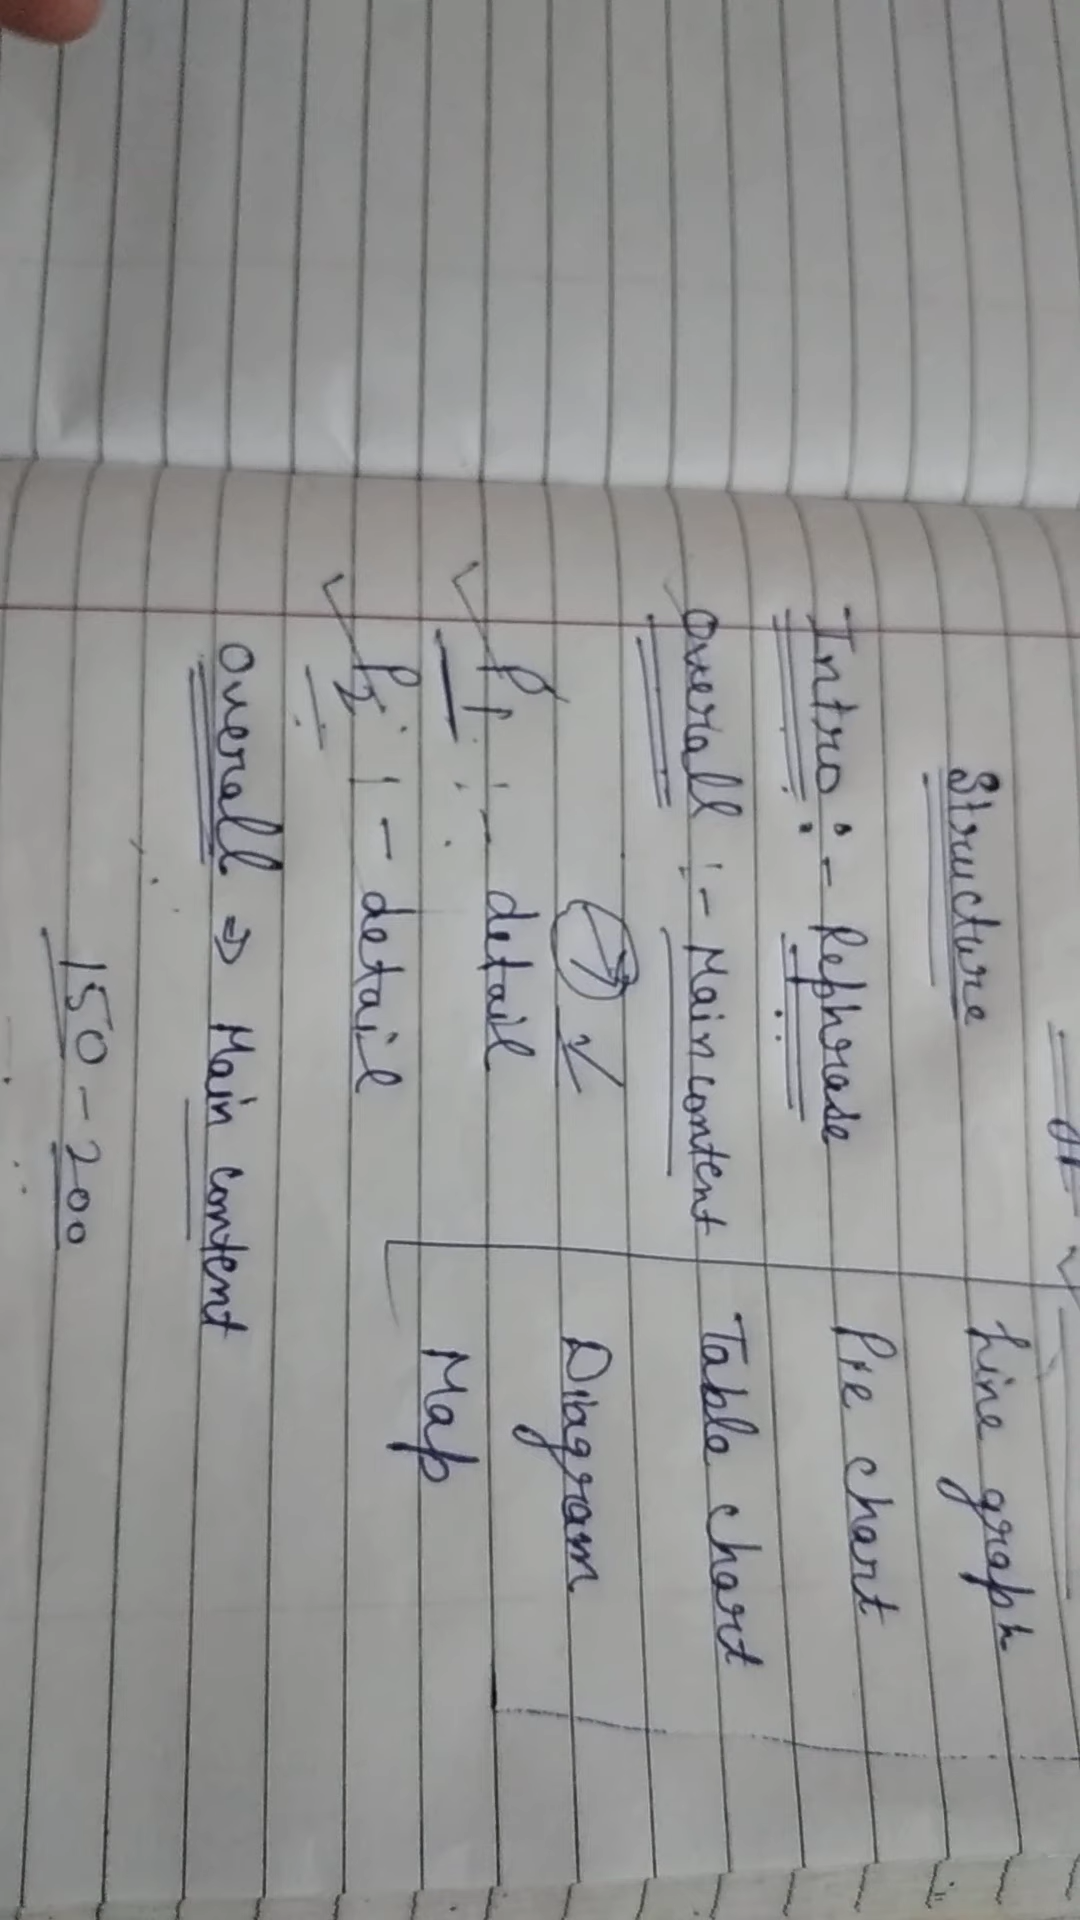 Structure
Intro :- Rephrase
Overall :- Main content
P1 :- detail
P2 :- detail
Overall ⇒ Main content
150 - 200
Line graph
Pie chart
Table chart
Diagram
Map